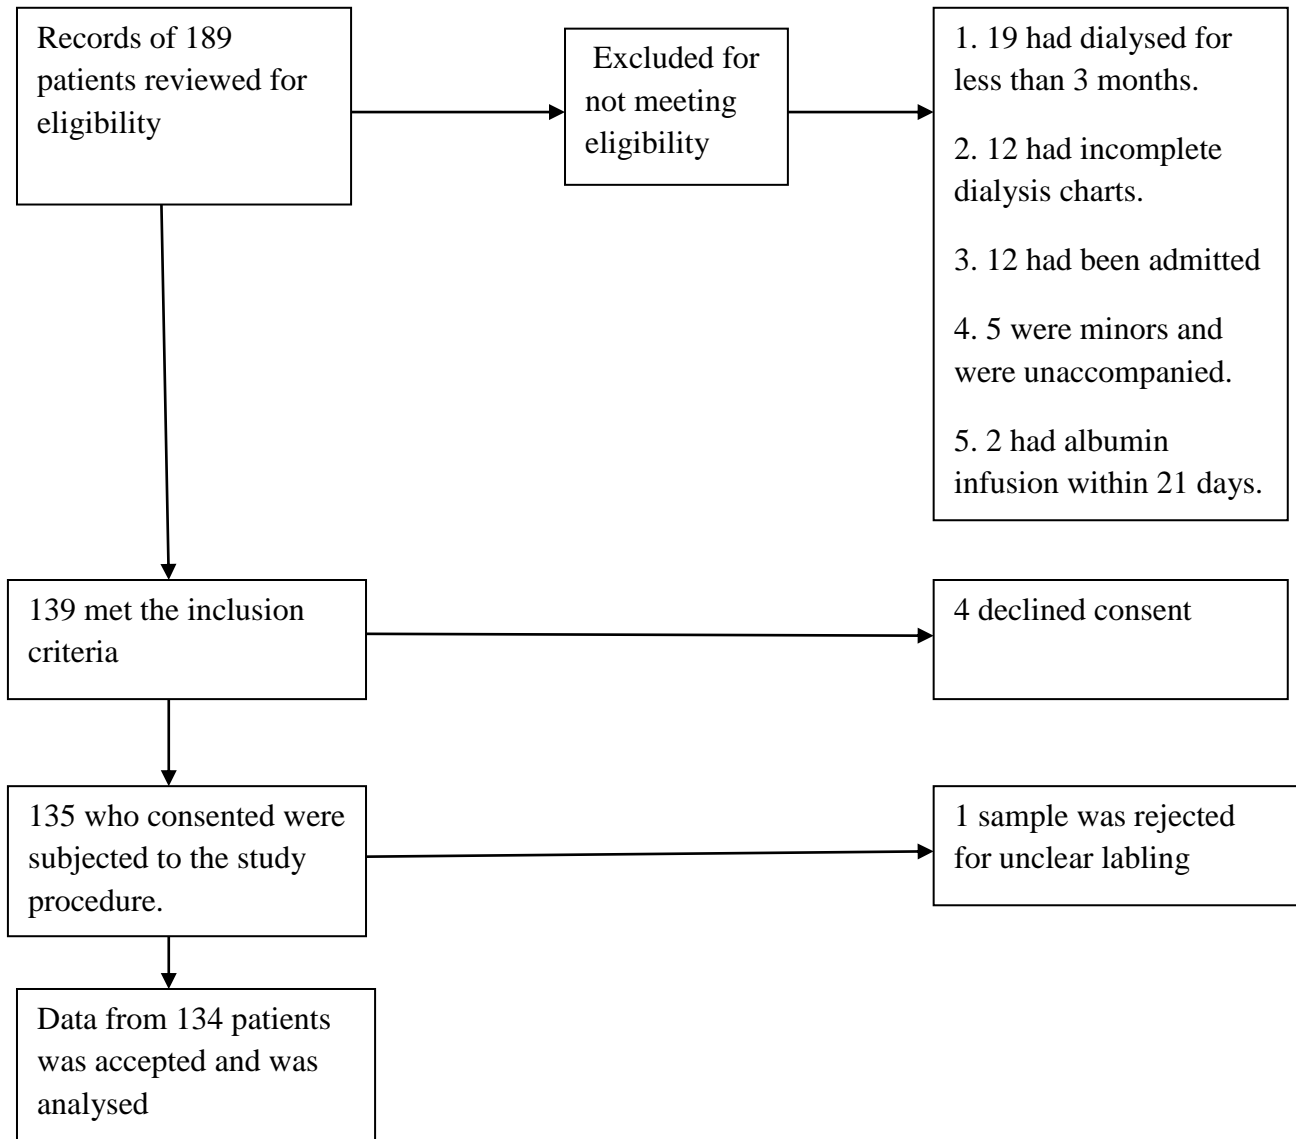 Records of 189
patients reviewed for
eligibility
Excluded for
not meeting
eligibility
1. 19 had dialysed for
less than 3 months.
2. 12 had incomplete
dialysis charts.
3. 12 had been admitted
4. 5 were minors and
were unaccompanied.
5. 2 had albumin
infusion within 21 days.
139 met the inclusion
criteria
4 declined consent
135 who consented were
subjected to the study
procedure.
1 sample was rejected
for unclear labling
Data from 134 patients
was accepted and was
analysed